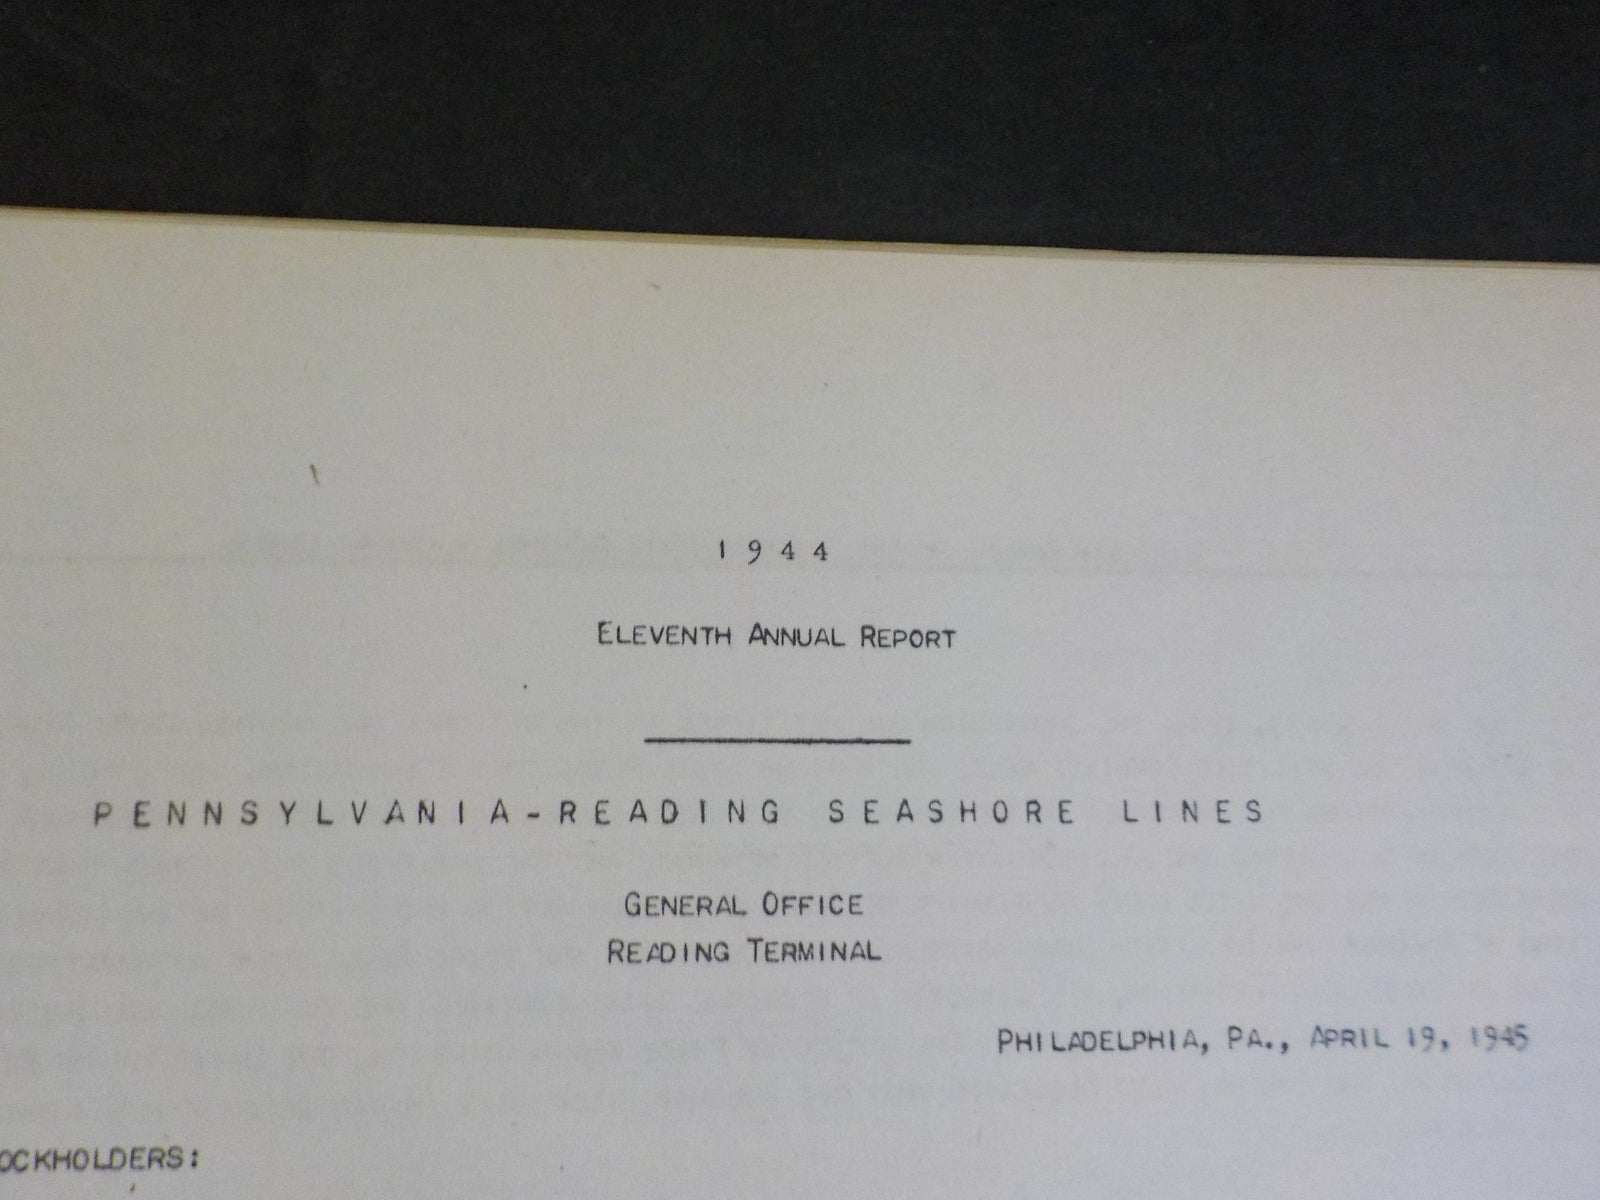 1944
ELEVENTH ANNUAL REPORT
PENNSYLVANIA-READING SEASHORE LINES
GENERAL OFFICE
READING TERMINAL
PHILADELPHIA, PA., APRIL 19, 1945
OCKHOLDERS: